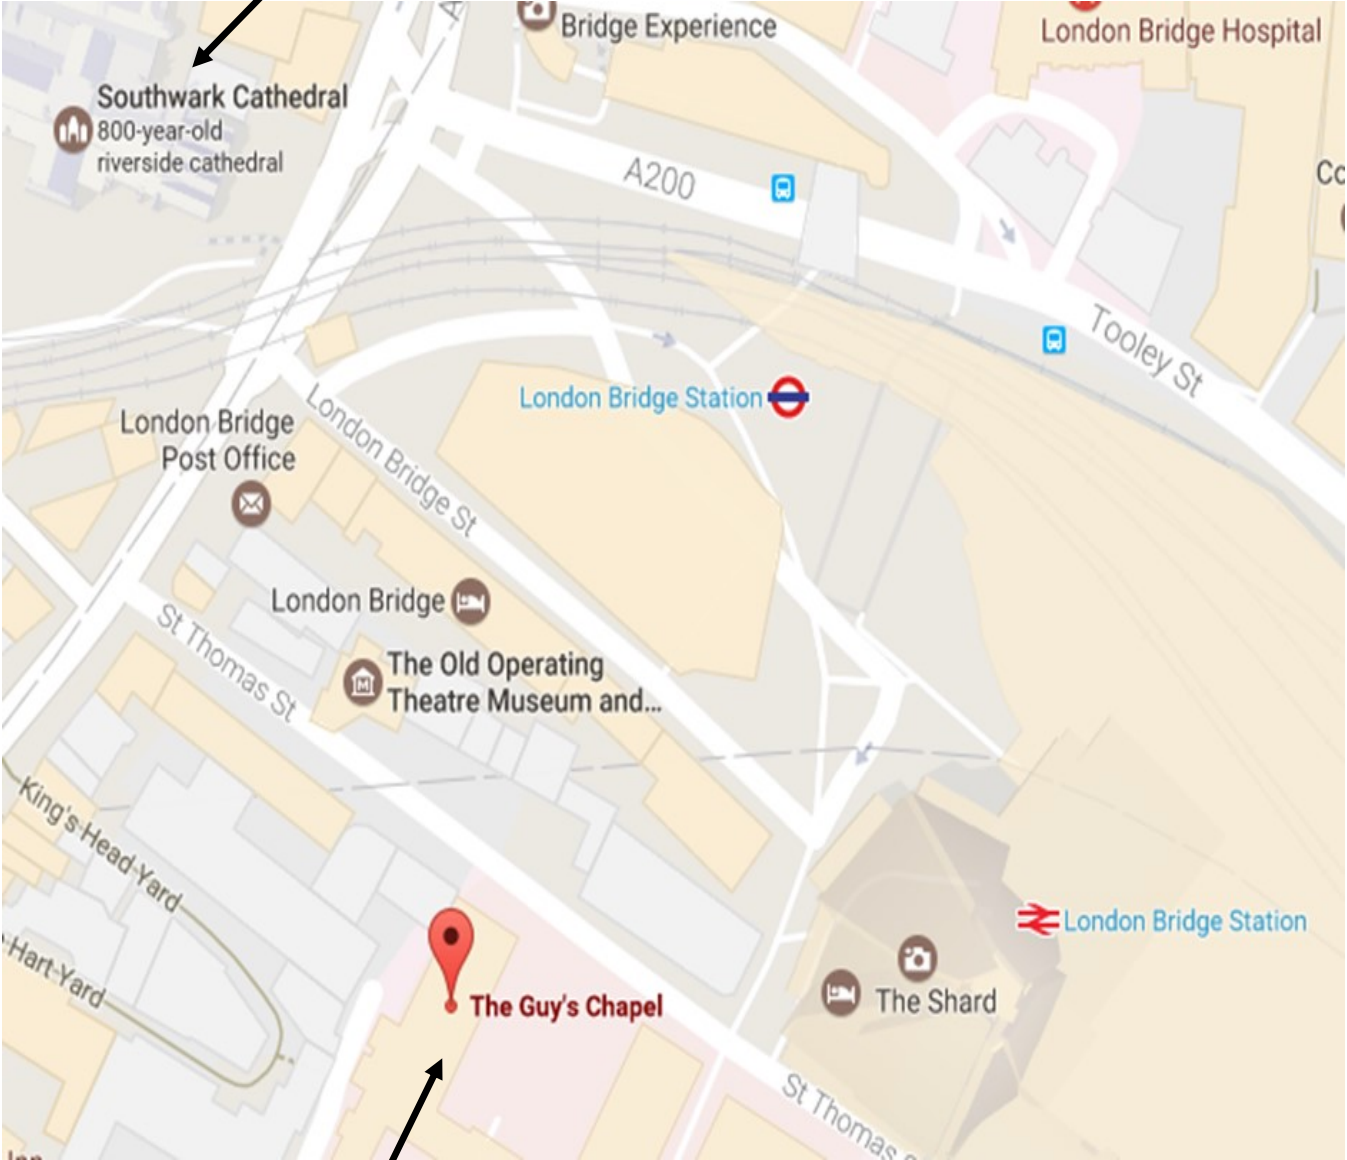 Bridge Experience
London Bridge Hospital
Southwark Cathedral
800-year-old
riverside cathedral
A200
Tooley St
London Bridge Station
London Bridge
Post Office
London Bridge St
London Bridge
St Thomas St
The Old Operating
Theatre Museum and...
King's Head Yard
Hart Yard
London Bridge Station
The Shard
The Guy's Chapel
St Thomas
Inn